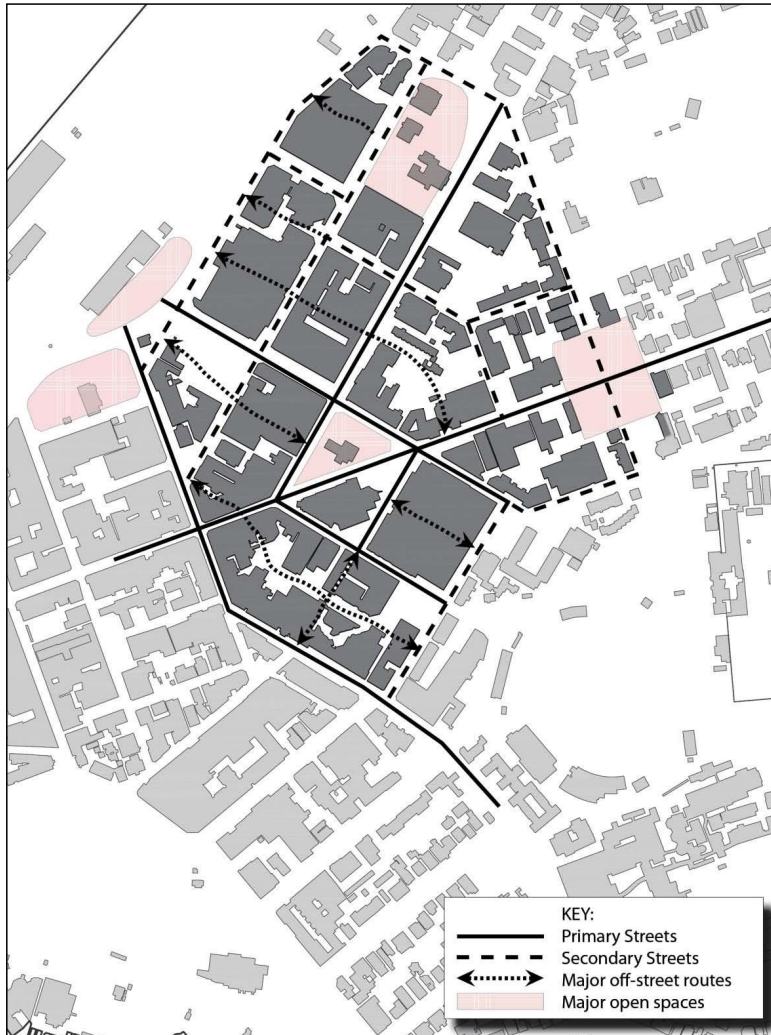 KEY:
Primary Streets
Secondary Streets
Major off-street routes
Major open spaces